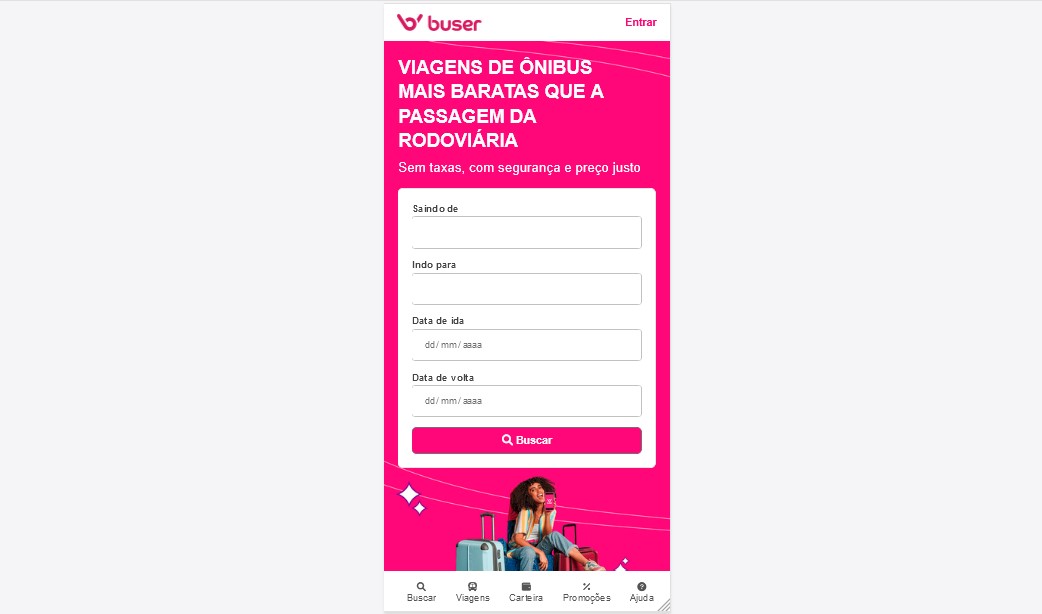 buser
Entrar
VIAGENS DE ÔNIBUS
MAIS BARATAS QUE A
PASSAGEM DA
RODOVIÁRIA
Sem taxas, com segurança e preço justo
Saindo de
Indo para
Data de ida
dd/mm/aaaa
Data de volta
dd/mm/aaaa
Buscar
Buscar Viagens Carteira Promoções Ajuda